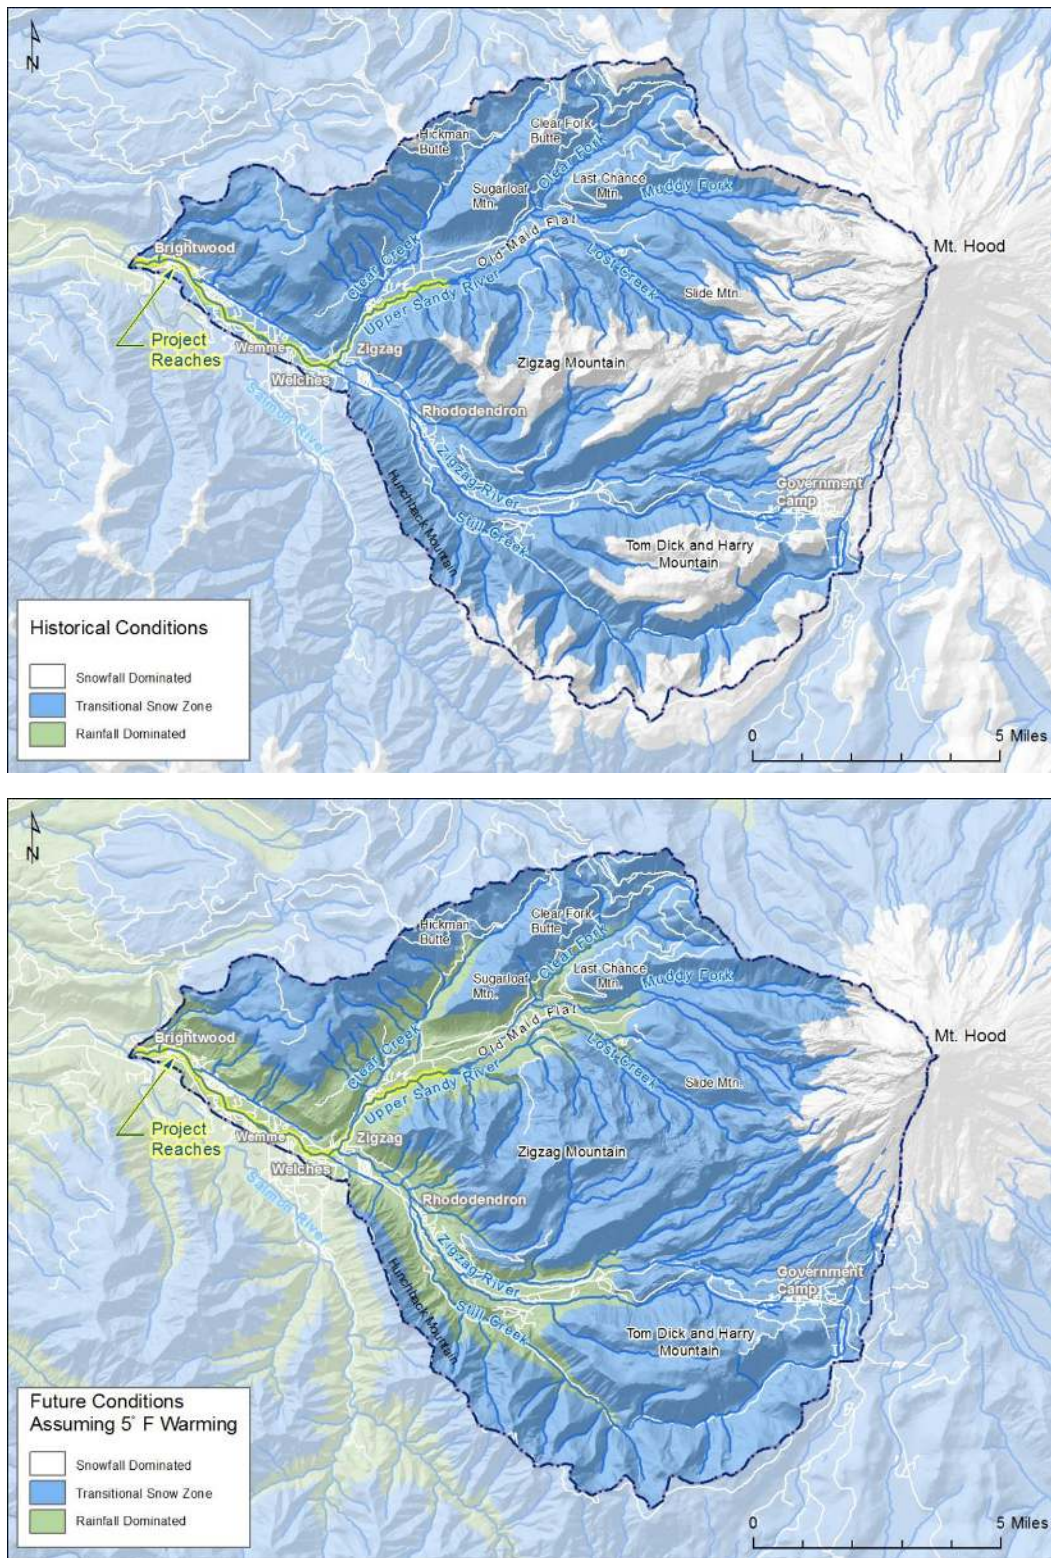 N
Hickman
Butte
Clear Fork
Butte
Clear Fork
Sugarloaf
Mtn.
Last Chance
Mtn.
Muddy Fork
Old Maid Flat
Mt. Hood
Brightwood
Clear Creek
Lost Creek
Slide Mtn.
Upper Sandy River
Project
Reaches
Wemme
Zigzag
Zigzag Mountain
Welches
Salmon River
Rhododendron
Zigzag River
Hunchback Mountain
Still Creek
Government
Camp
Tom Dick and Harry
Mountain
Historical Conditions
Snowfall Dominated
Transitional Snow Zone
Rainfall Dominated
0 5 Miles
N
Hickman
Butte
Clear Fork
Butte
Clear Fork
Sugarloaf
Mtn.
Last Chance
Mtn.
Muddy Fork
Old Maid Flat
Mt. Hood
Brightwood
Clear Creek
Lost Creek
Slide Mtn.
Upper Sandy River
Project
Reaches
Wemme
Zigzag
Zigzag Mountain
Welches
Salmon River
Rhododendron
Zigzag River
Hunchback Mountain
Still Creek
Government
Camp
Tom Dick and Harry
Mountain
Future Conditions
Assuming 5° F Warming
Snowfall Dominated
Transitional Snow Zone
Rainfall Dominated
0 5 Miles